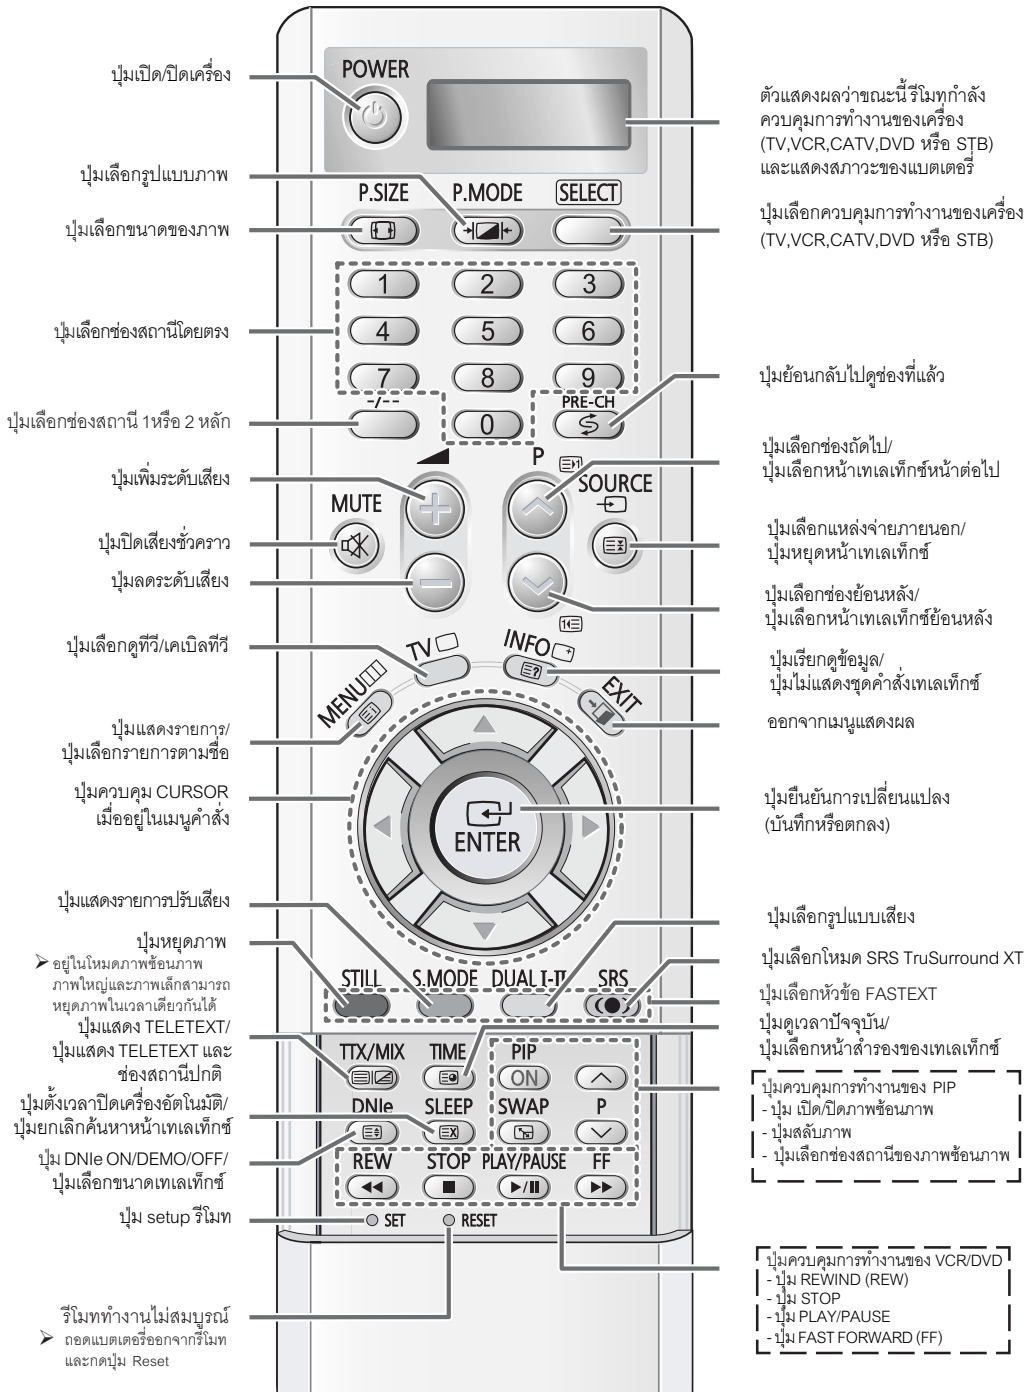 ปุ่มเปิด/ปิดเครื่อง
ปุ่มเลือกรูปแบบภาพ
ปุ่มเลือกขนาดของภาพ
ปุ่มเลือกช่องสถานีโดยตรง
ปุ่มเลือกช่องสถานี 1หรือ 2 หลัก
ปุ่มเพิ่มระดับเสียง
ปุ่มปิดเสียงชั่วคราว
ปุ่มลดระดับเสียง
ปุ่มเลือกดูทีวี/เคเบิลทีวี
ปุ่มแสดงรายการ/
ปุ่มเลือกรายการตามชื่อ
ปุ่มควบคุม CURSOR
เมื่ออยู่ในเมนูคำสั่ง
ปุ่มแสดงรายการปรับเสียง
ปุ่มหยุดภาพ
➢ อยู่ในโหมดภาพซ้อนภาพ
ภาพใหญ่และภาพเล็กสามารถ
หยุดภาพในเวลาเดียวกันได้
ปุ่มแสดง TELETEXT/
ปุ่มแสดง TELETEXT และ
ช่องสถานีปกติ
ปุ่มตั้งเวลาปิดเครื่องอัตโนมัติ/
ปุ่มยกเลิกค้นหาหน้าเทเลเท็กซ์
ปุ่ม DNIe ON/DEMO/OFF/
ปุ่มเลือกขนาดเทเลเท็กซ์
ปุ่ม setup รีโมท
รีโมททำงานไม่สมบูรณ์
➢ ถอดแบตเตอรี่ออกจากรีโมท
และกดปุ่ม Reset
POWER
P.SIZE P.MODE SELECT
1 2 3
4 5 6
7 8 9
-/-- PRE-CH
0
P
SOURCE
MUTE
TV
INFO
MENU
EXIT
ENTER
STILL S.MODE DUAL I-II SRS
TTX/MIX TIME PIP
ON
DNIe SLEEP SWAP P
REW STOP PLAY/PAUSE FF
SET RESET
ตัวแสดงผลว่าขณะนี้ รีโมทกำลัง
ควบคุมการทำงานของเครื่อง
(TV,VCR,CATV,DVD หรือ STB)
และแสดงสภาวะของแบตเตอรี่
ปุ่มเลือกควบคุมการทำงานของเครื่อง
(TV,VCR,CATV,DVD หรือ STB)
ปุ่มย้อนกลับไปดูช่องที่แล้ว
ปุ่มเลือกช่องถัดไป/
ปุ่มเลือกหน้าเทเลเท็กซ์หน้าต่อไป
ปุ่มเลือกแหล่งจ่ายภายนอก/
ปุ่มหยุดหน้าเทเลเท็กซ์
ปุ่มเลือกช่องย้อนหลัง/
ปุ่มเลือกหน้าเทเลเท็กซ์ย้อนหลัง
ปุ่มเรียกดูข้อมูล/
ปุ่มไม่แสดงชุดคำสั่งเทเลเท็กซ์
ออกจากเมนูแสดงผล
ปุ่มยืนยันการเปลี่ยนแปลง
(บันทึกหรือตกลง)
ปุ่มเลือกรูปแบบเสียง
ปุ่มเลือกโหมด SRS TruSurround XT
ปุ่มเลือกหัวข้อ FASTEXT
ปุ่มดูเวลาปัจจุบัน/
ปุ่มเลือกหน้าสำรองของเทเลเท็กซ์
ปุ่มควบคุมการทำงานของ PIP
- ปุ่ม เปิด/ปิดภาพซ้อนภาพ
- ปุ่มสลับภาพ
- ปุ่มเลือกช่องสถานีของภาพซ้อนภาพ
ปุ่มควบคุมการทำงานของ VCR/DVD
- ปุ่ม REWIND (REW)
- ปุ่ม STOP
- ปุ่ม PLAY/PAUSE
- ปุ่ม FAST FORWARD (FF)